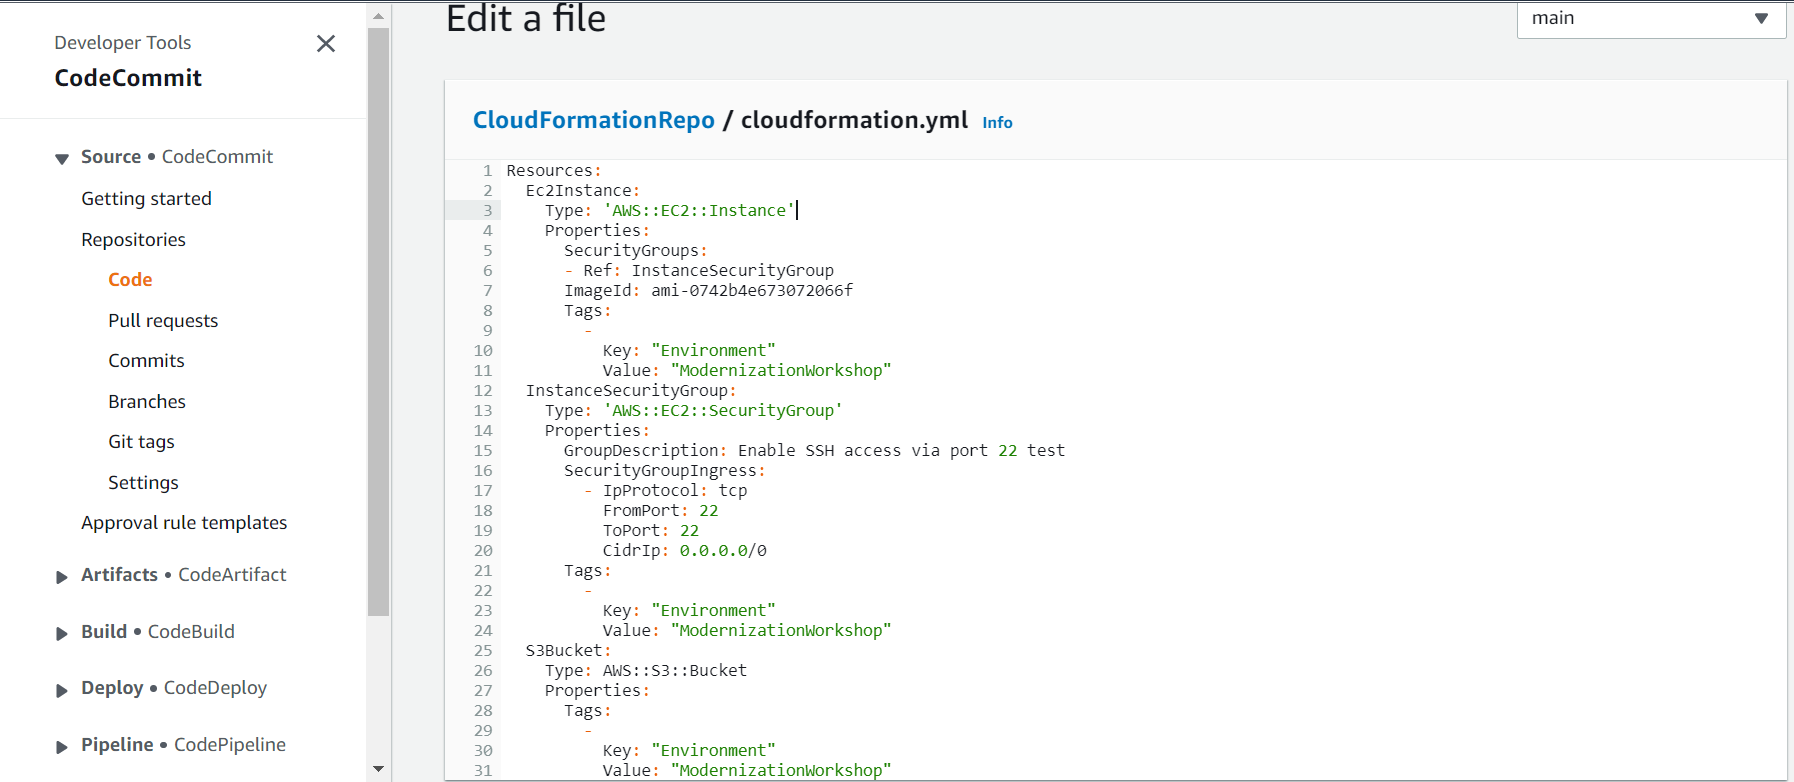 Developer Tools
CodeCommit
Source • CodeCommit
Getting started
Repositories
Code
Pull requests
Commits
Branches
Git tags
Settings
Approval rule templates
Artifacts • CodeArtifact
Build • CodeBuild
Deploy • CodeDeploy
Pipeline • CodePipeline
Edit a file
main
CloudFormationRepo / cloudformation.yml Info
1 Resources:
2   Ec2Instance:
3     Type: 'AWS::EC2::Instance'
4     Properties:
5       SecurityGroups:
6       - Ref: InstanceSecurityGroup
7       ImageId: ami-0742b4e673072066f
8       Tags:
9         -
10           Key: "Environment"
11           Value: "ModernizationWorkshop"
12   InstanceSecurityGroup:
13     Type: 'AWS::EC2::SecurityGroup'
14     Properties:
15       GroupDescription: Enable SSH access via port 22 test
16       SecurityGroupIngress:
17         - IpProtocol: tcp
18           FromPort: 22
19           ToPort: 22
20           CidrIp: 0.0.0.0/0
21       Tags:
22         -
23           Key: "Environment"
24           Value: "ModernizationWorkshop"
25   S3Bucket:
26     Type: AWS::S3::Bucket
27     Properties:
28       Tags:
29         -
30           Key: "Environment"
31           Value: "ModernizationWorkshop"